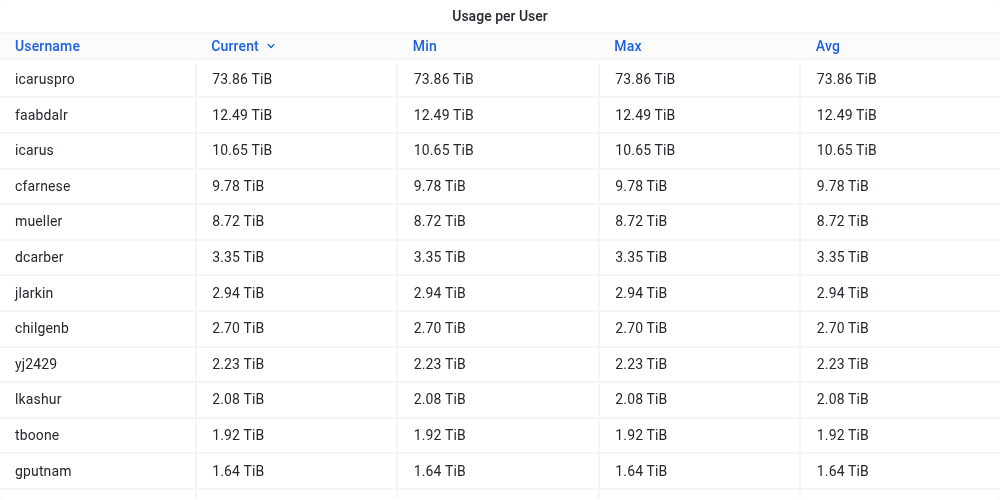 Usage per User
Username Current Min Max Avg
icaruspro 73.86 TiB 73.86 TiB 73.86 TiB 73.86 TiB
faabdalr 12.49 TiB 12.49 TiB 12.49 TiB 12.49 TiB
icarus 10.65 TiB 10.65 TiB 10.65 TiB 10.65 TiB
cfarnese 9.78 TiB 9.78 TiB 9.78 TiB 9.78 TiB
mueller 8.72 TiB 8.72 TiB 8.72 TiB 8.72 TiB
dcarber 3.35 TiB 3.35 TiB 3.35 TiB 3.35 TiB
jlarkin 2.94 TiB 2.94 TiB 2.94 TiB 2.94 TiB
chilgenb 2.70 TiB 2.70 TiB 2.70 TiB 2.70 TiB
yj2429 2.23 TiB 2.23 TiB 2.23 TiB 2.23 TiB
lkashur 2.08 TiB 2.08 TiB 2.08 TiB 2.08 TiB
tboone 1.92 TiB 1.92 TiB 1.92 TiB 1.92 TiB
gputnam 1.64 TiB 1.64 TiB 1.64 TiB 1.64 TiB